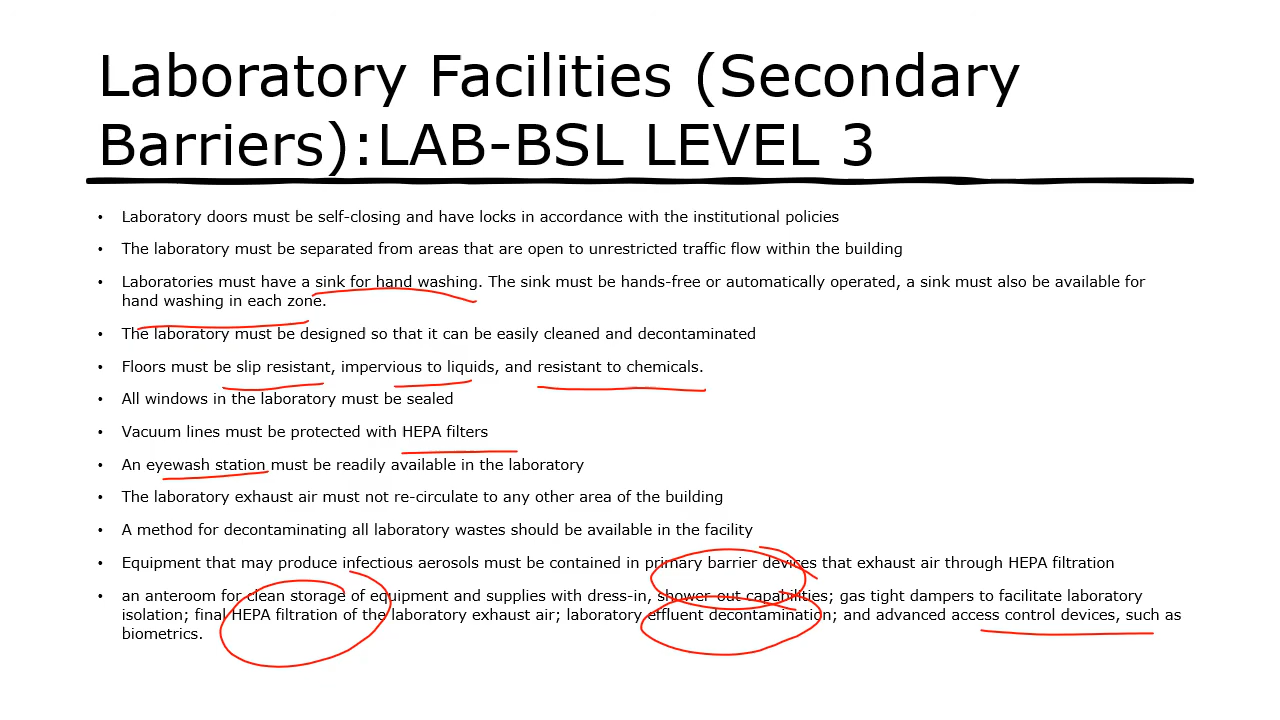 Laboratory Facilities (Secondary
Barriers):LAB-BSL LEVEL 3
• Laboratory doors must be self-closing and have locks in accordance with the institutional policies
• The laboratory must be separated from areas that are open to unrestricted traffic flow within the building
• Laboratories must have a sink for hand washing. The sink must be hands-free or automatically operated, a sink must also be available for
hand washing in each zone.
• The laboratory must be designed so that it can be easily cleaned and decontaminated
• Floors must be slip resistant, impervious to liquids, and resistant to chemicals.
• All windows in the laboratory must be sealed
• Vacuum lines must be protected with HEPA filters
• An eyewash station must be readily available in the laboratory
• The laboratory exhaust air must not re-circulate to any other area of the building
• A method for decontaminating all laboratory wastes should be available in the facility
• Equipment that may produce infectious aerosols must be contained in primary barrier devices that exhaust air through HEPA filtration
• an anteroom for clean storage of equipment and supplies with dress-in, shower-out capabilities; gas tight dampers to facilitate laboratory
isolation; final HEPA filtration of the laboratory exhaust air; laboratory effluent decontamination; and advanced access control devices, such as
biometrics.